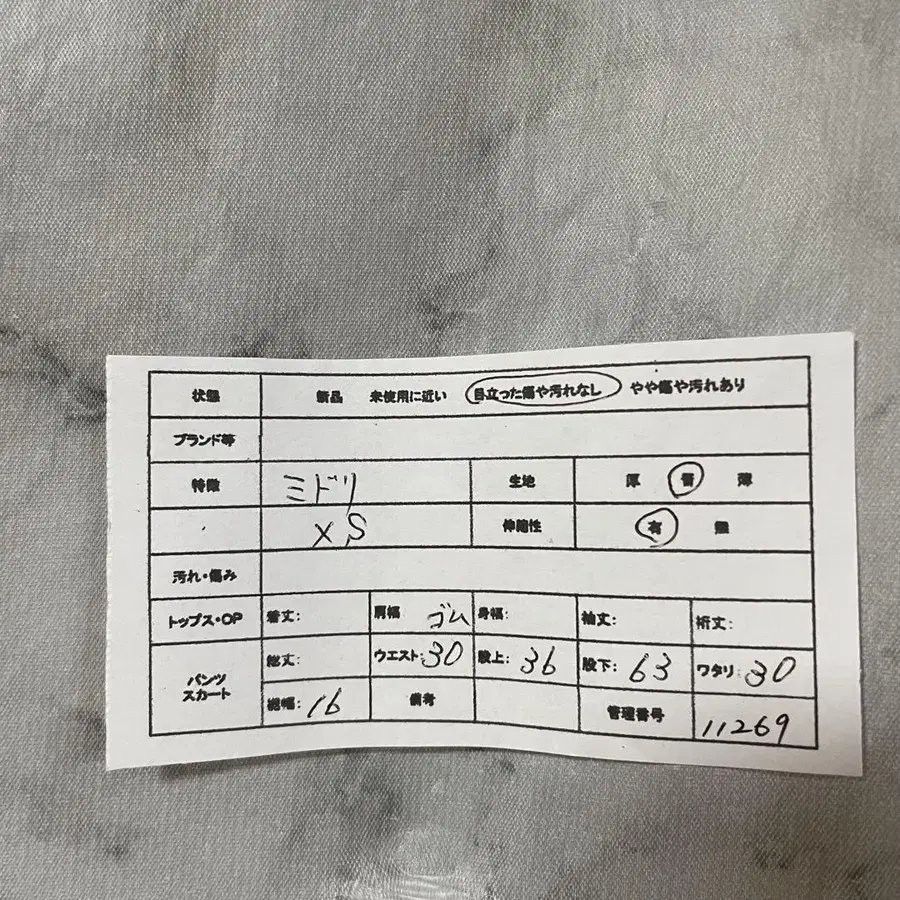 状態 新品 未使用に近い 目立った傷や汚れなし やや傷や汚れあり
ブランド等
特徴 ミドリ 生地 厚 普 薄
XS 伸縮性 有 無
汚れ・傷み
トップス・OP 着丈: 肩幅 ゴム 身幅: 袖丈: 裄丈:
パンツ スカート 総丈: ウエスト:30 股上:36 股下:63 ワタリ:30
裾幅:16 備考 管理番号 11269